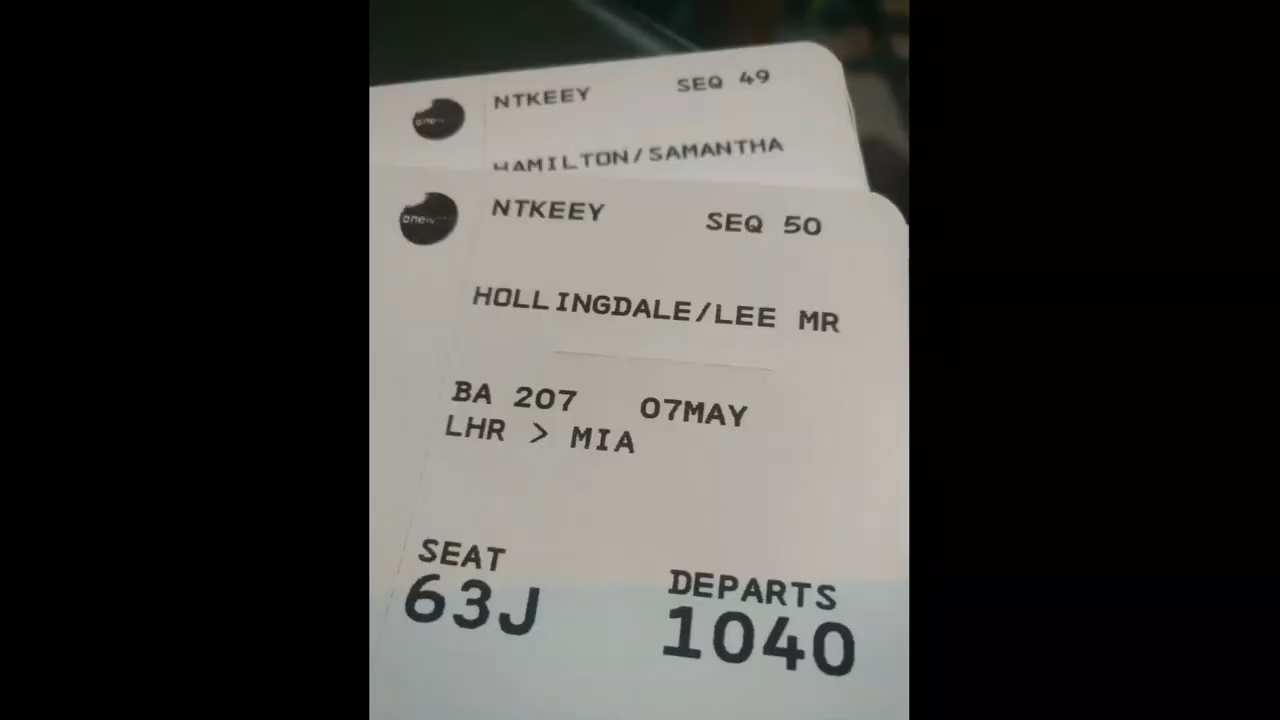 NTKEEY SEQ 49
HAMILTON/SAMANTHA
NTKEEY SEQ 50
HOLLINGDALE/LEE MR
BA 207 07MAY
LHR > MIA
SEAT DEPARTS
63J 1040